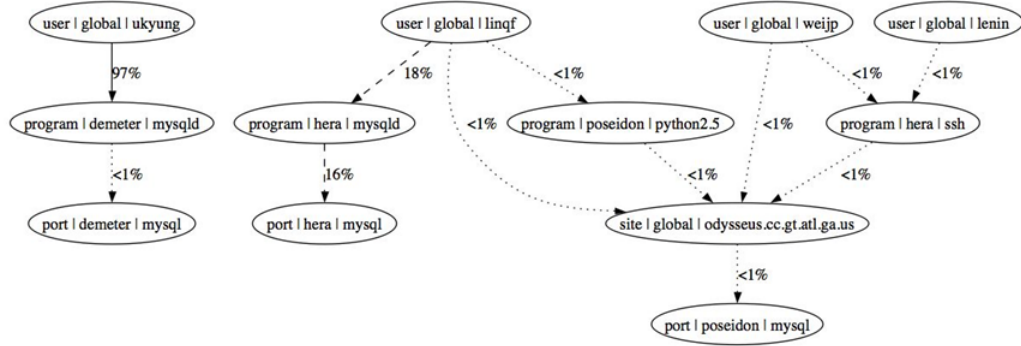 user | global | ukyung
user | global | linqf
user | global | weijp
user | global | lenin
97%
18%
<1%
<1%
<1%
program | demeter | mysqld
program | hera | mysqld
<1%
program | poseidon | python2.5
<1%
program | hera | ssh
<1%
16%
<1%
<1%
port | demeter | mysql
port | hera | mysql
site | global | odysseus.cc.gt.atl.ga.us
<1%
port | poseidon | mysql